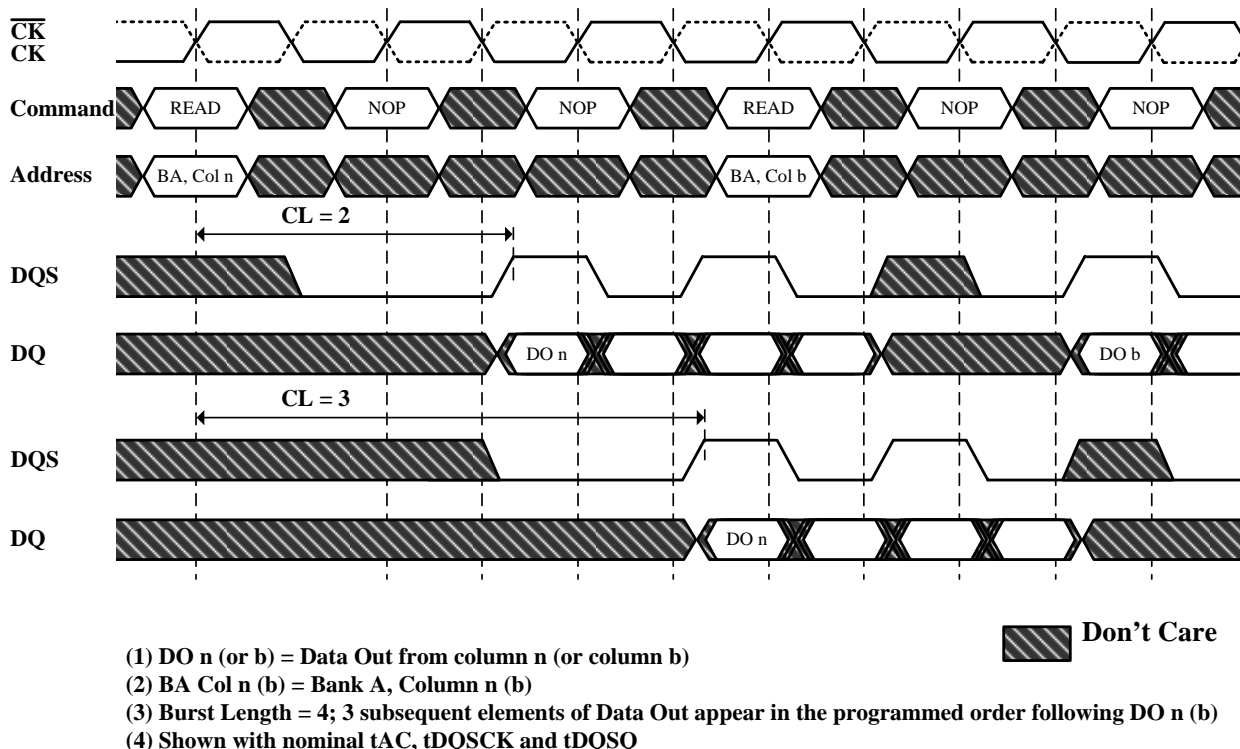 CK
CK
Command READ NOP NOP READ NOP NOP
Address BA, Col n BA, Col b
CL = 2
DQS
DQ DO n DO b
CL = 3
DQS
DQ DO n
Don't Care
(1) DO n (or b) = Data Out from column n (or column b)
(2) BA Col n (b) = Bank A, Column n (b)
(3) Burst Length = 4; 3 subsequent elements of Data Out appear in the programmed order following DO n (b)
(4) Shown with nominal tAC, tDQSCK and tDQSQ